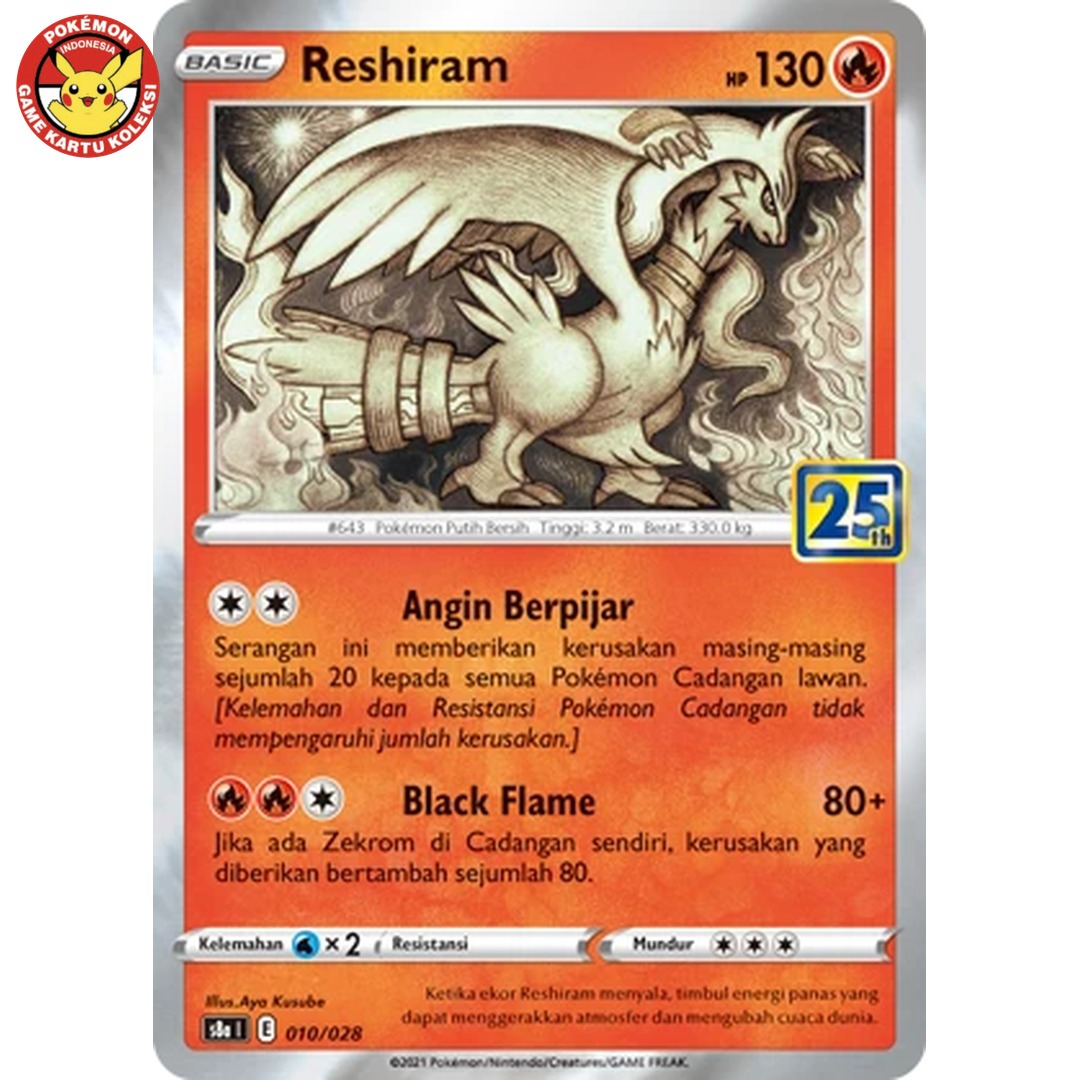 POKÉMON
INDONESIA
GAME KARTU KOLEKSI
BASIC Reshiram HP 130
#643 Pokémon Putih Bersih Tinggi: 3.2 m Berat: 330.0 kg
25th
Angin Berpijar
Serangan ini memberikan kerusakan masing-masing
sejumlah 20 kepada semua Pokémon Cadangan lawan.
[Kelemahan dan Resistansi Pokémon Cadangan tidak
mempengaruhi jumlah kerusakan.]
Black Flame 80+
Jika ada Zekrom di Cadangan sendiri, kerusakan yang
diberikan bertambah sejumlah 80.
Kelemahan ×2 Resistansi Mundur
Illus. Aya Kusube
Ketika ekor Reshiram menyala, timbul energi panas yang
dapat menggerakkan atmosfer dan mengubah cuaca dunia.
s8a I E 010/028
©2021 Pokémon/Nintendo/Creatures/GAME FREAK.